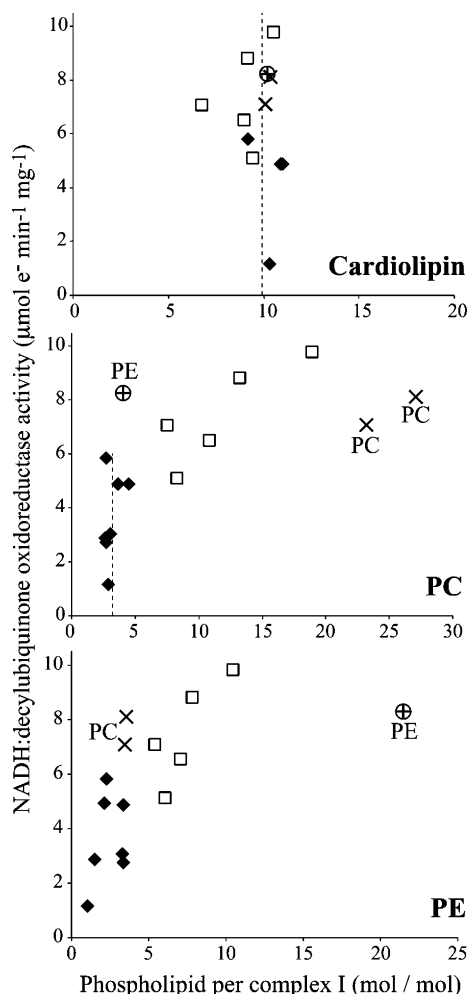 NADH:decylubiquinone oxidoreductase activity (µmol e- min-1 mg-1)
10
8
6
4
2
0
0 5 10 15 20
Cardiolipin
10
8
6
4
2
0
0 5 10 15 20 25 30
PE
PC
PC
PC
10
8
6
4
2
0
0 5 10 15 20 25
PC
PE
PE
Phospholipid per complex I (mol / mol)